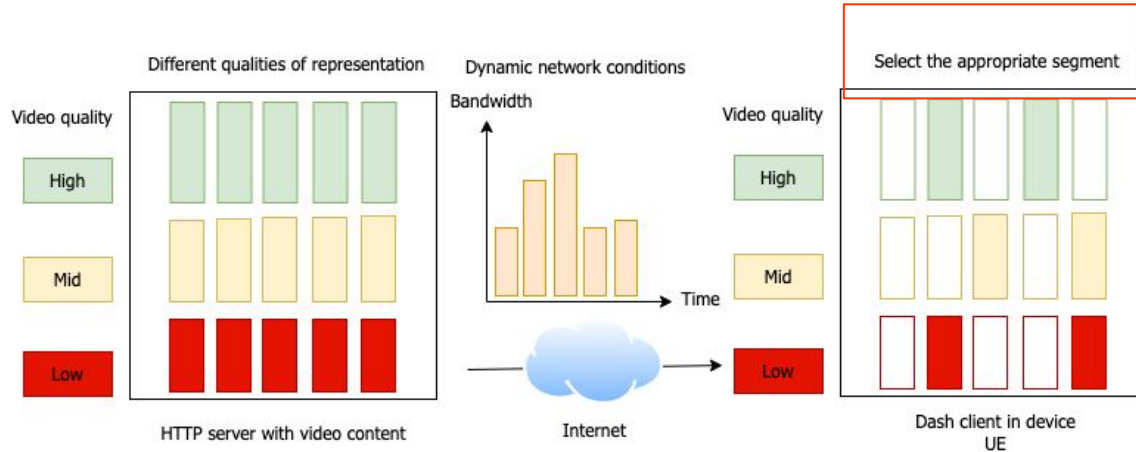 Different qualities of representation
Dynamic network conditions
Select the appropriate segment
Video quality
High
Mid
Low
HTTP server with video content
Bandwidth
Time
Internet
Video quality
High
Mid
Low
Dash client in device
UE